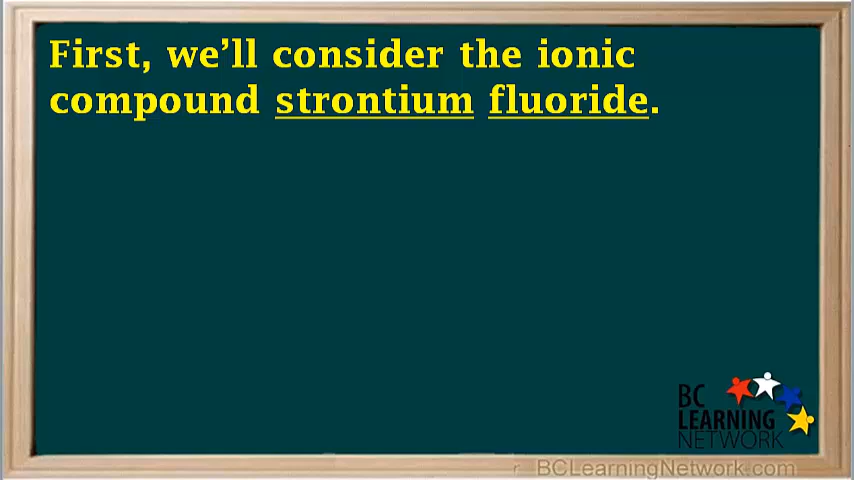 First, we'll consider the ionic
compound strontium fluoride.
BC
LEARNING
NETWORK
BCLearningNetwork.com